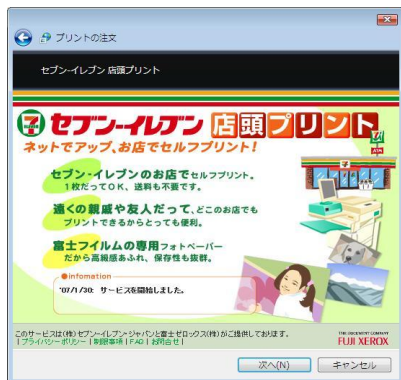 プリントの注文
セブン-イレブン 店頭プリント
7 ELEVEN セブン-イレブン 店頭プリント
ネットでアップ、お店でセルフプリント!
セブン-イレブンのお店でセルフプリント。
1枚だってOK、送料も不要です。
遠くの親戚や友人だって、どこのお店でも
プリントできるからとっても便利。
富士フイルムの専用フォトペーパー
だから高級感あふれ、保存性も抜群。
infomation
'07/1/30: サービスを開始しました。
このサービスは(株)セブン-イレブン・ジャパンと富士ゼロックス(株)がご提供しております。
| プライバシーポリシー | 制限事項 | FAQ | お問合せ |
THE DOCUMENT COMPANY
FUJI XEROX
次へ(N)
キャンセル